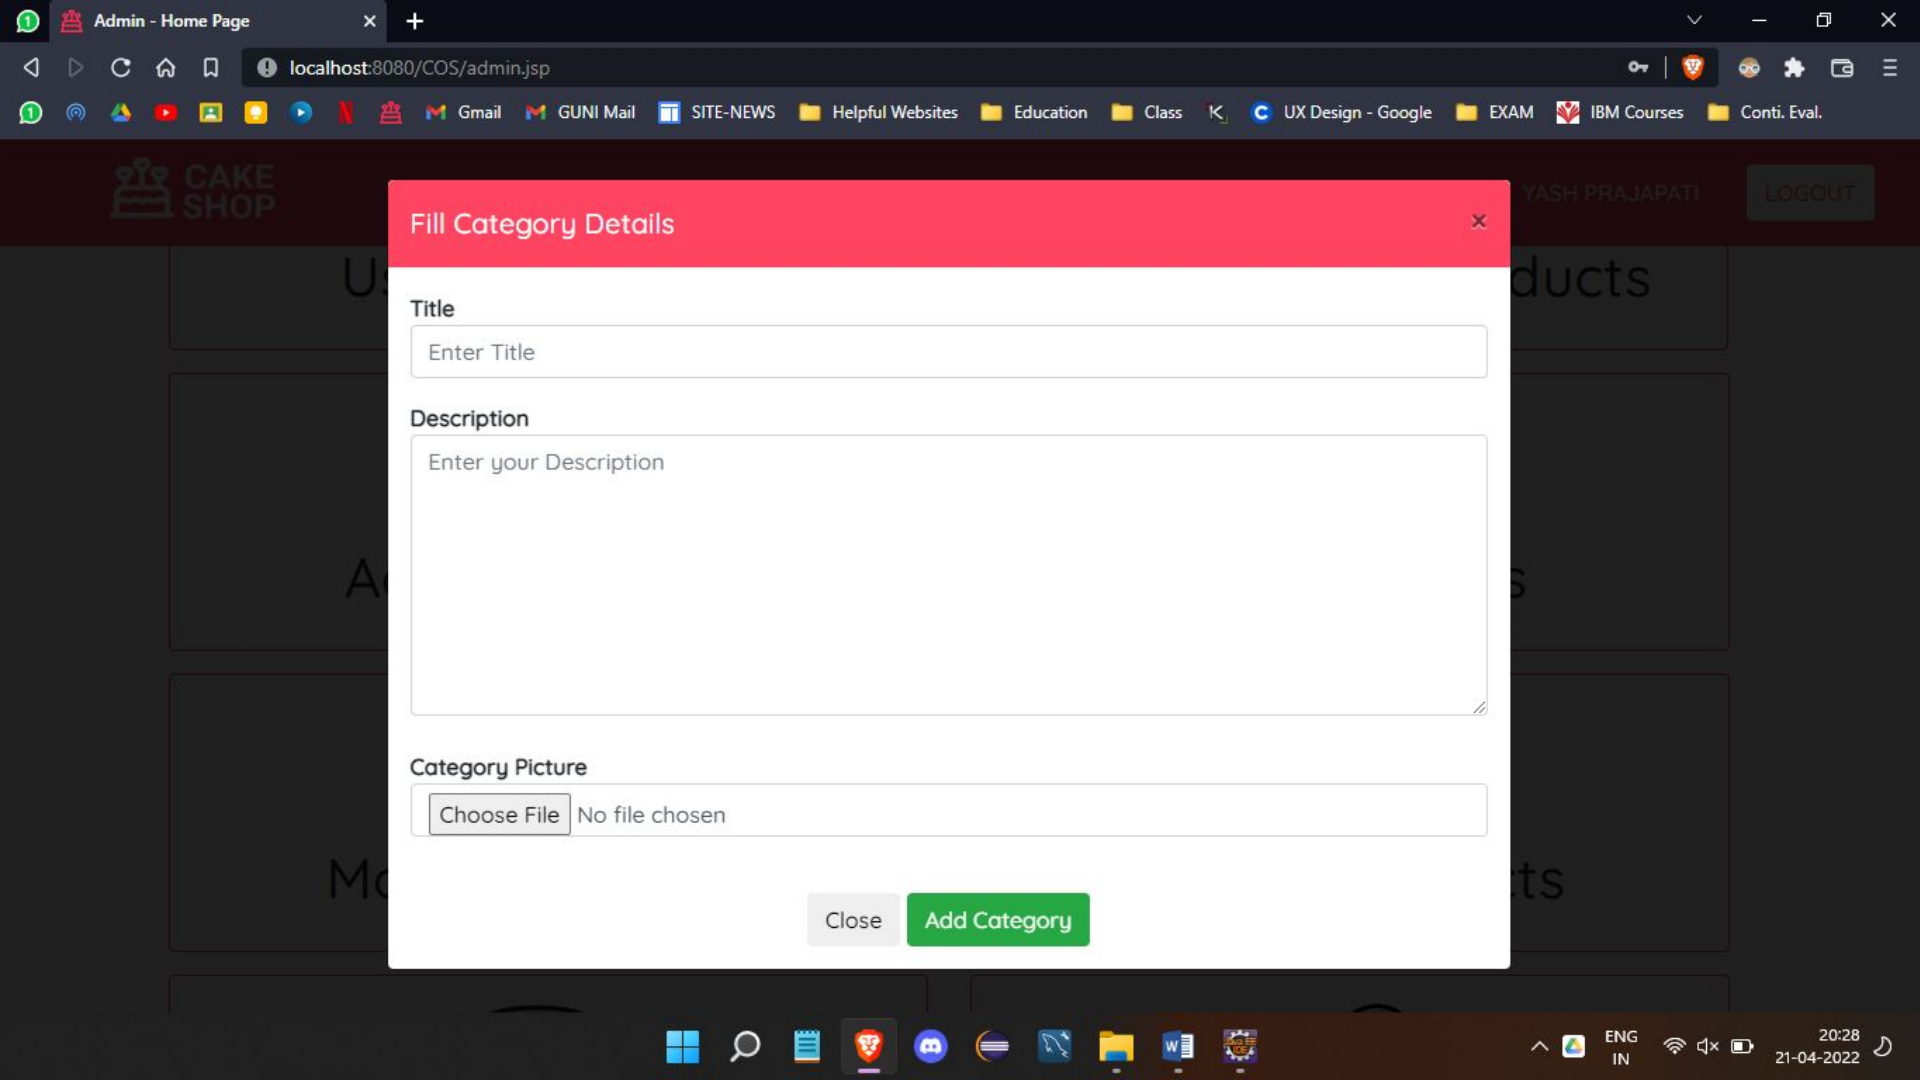 Admin - Home Page
localhost:8080/COS/admin.jsp
Gmail GUNI Mail SITE-NEWS Helpful Websites Education Class UX Design - Google EXAM IBM Courses Conti. Eval.
CAKE
SHOP
YASH PRAJAPATI LOGOUT
Fill Category Details
×
Title
Enter Title
Description
Enter your Description
Category Picture
Choose File No file chosen
Close Add Category
ENG
IN
20:28
21-04-2022